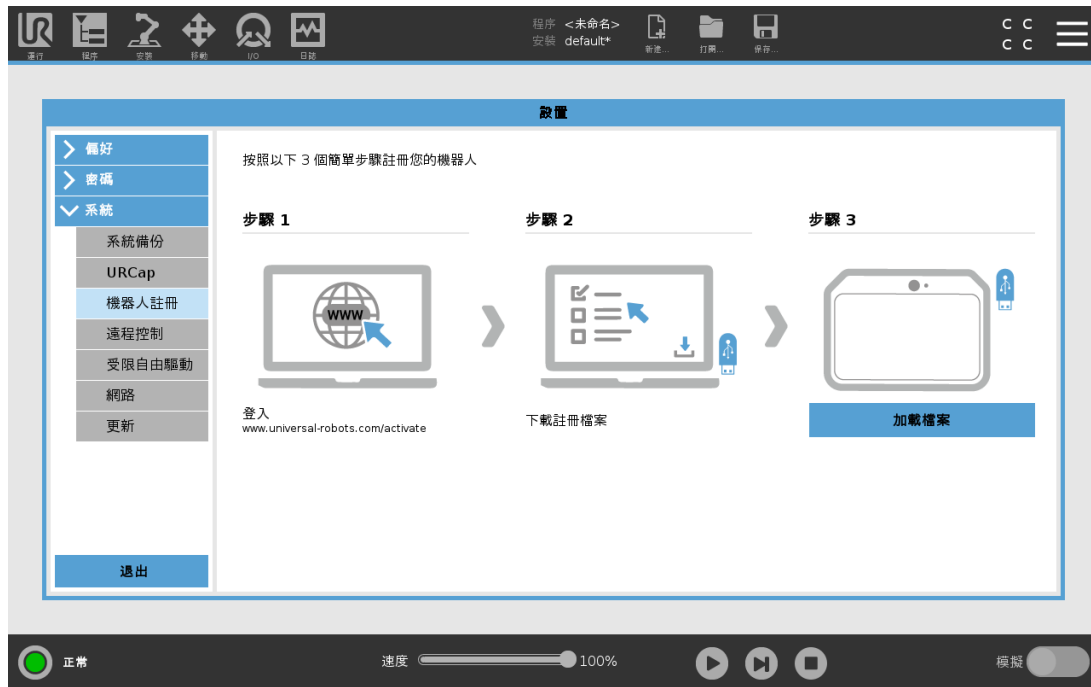 程序 <未命名>
安裝 default*
運行
程序
安裝
移動
I/O
日誌
新建...
打開...
保存...
C C
C C
設置
偏好
密碼
系統
系統備份
URCap
機器人註冊
遠程控制
受限自由驅動
網路
更新
退出
按照以下 3 個簡單步驟註冊您的機器人
步驟 1
步驟 2
步驟 3
WWW
登入
www.universal-robots.com/activate
下載註冊檔案
加載檔案
正常
速度
100%
模擬